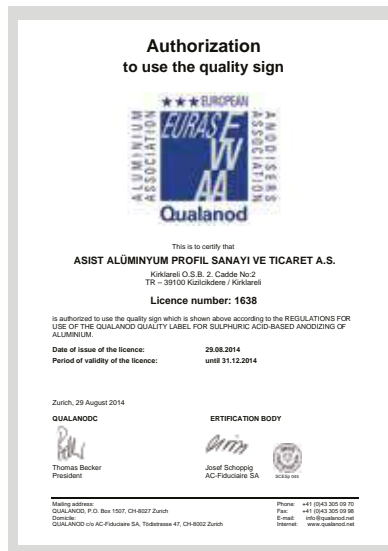 Authorization
to use the quality sign
★★★ EUROPEAN
ALUMINIUM
ASSOCIATION
EURAS
EWAA
ASSOCIATION
ANODISERS
Qualanod
This is to certify that
ASIST ALÜMINYUM PROFIL SANAYI VE TICARET A.S.
Kirklareli O.S.B. 2. Cadde No:2
TR – 39100 Kizilcikdere / Kirklareli
Licence number: 1638
is authorized to use the quality sign which is shown above according to the REGULATIONS FOR
USE OF THE QUALANOD QUALITY LABEL FOR SULPHURIC ACID-BASED ANODIZING OF
ALUMINIUM.
Date of issue of the licence: 29.08.2014
Period of validity of the licence: until 31.12.2014
Zurich, 29 August 2014
QUALANODC ERTIFICATION BODY
Thomas Becker Josef Schoppig
President AC-Fiduciaire SA
SCESp 045
Mailing address: Phone: +41 (0)43 305 09 70
QUALANOD, P.O. Box 1507, CH-8027 Zurich Fax: +41 (0)43 305 09 98
Domicile: E-mail: info@qualanod.net
QUALANOD c/o AC-Fiduciaire SA, Tödistrasse 47, CH-8002 Zurich Internet: www.qualanod.net